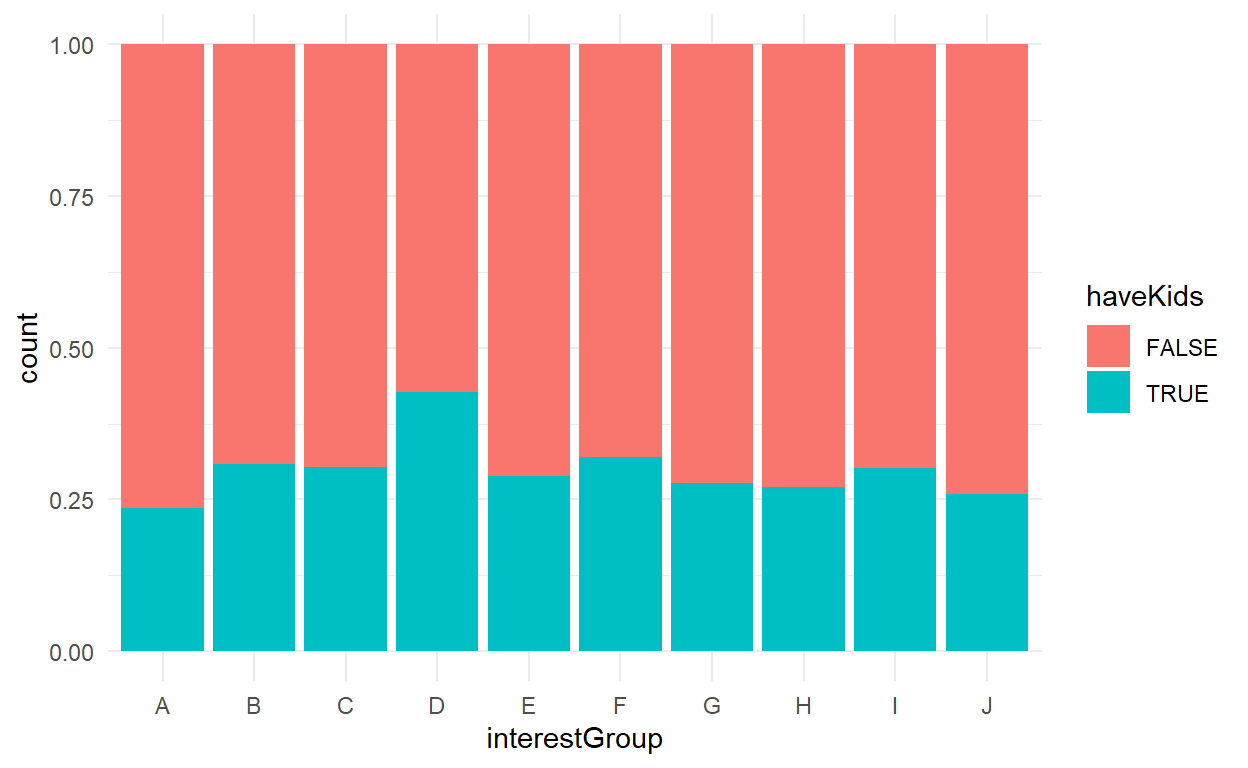 1.00
0.75
0.50
0.25
0.00
count
A B C D E F G H I J
interestGroup
haveKids
FALSE
TRUE